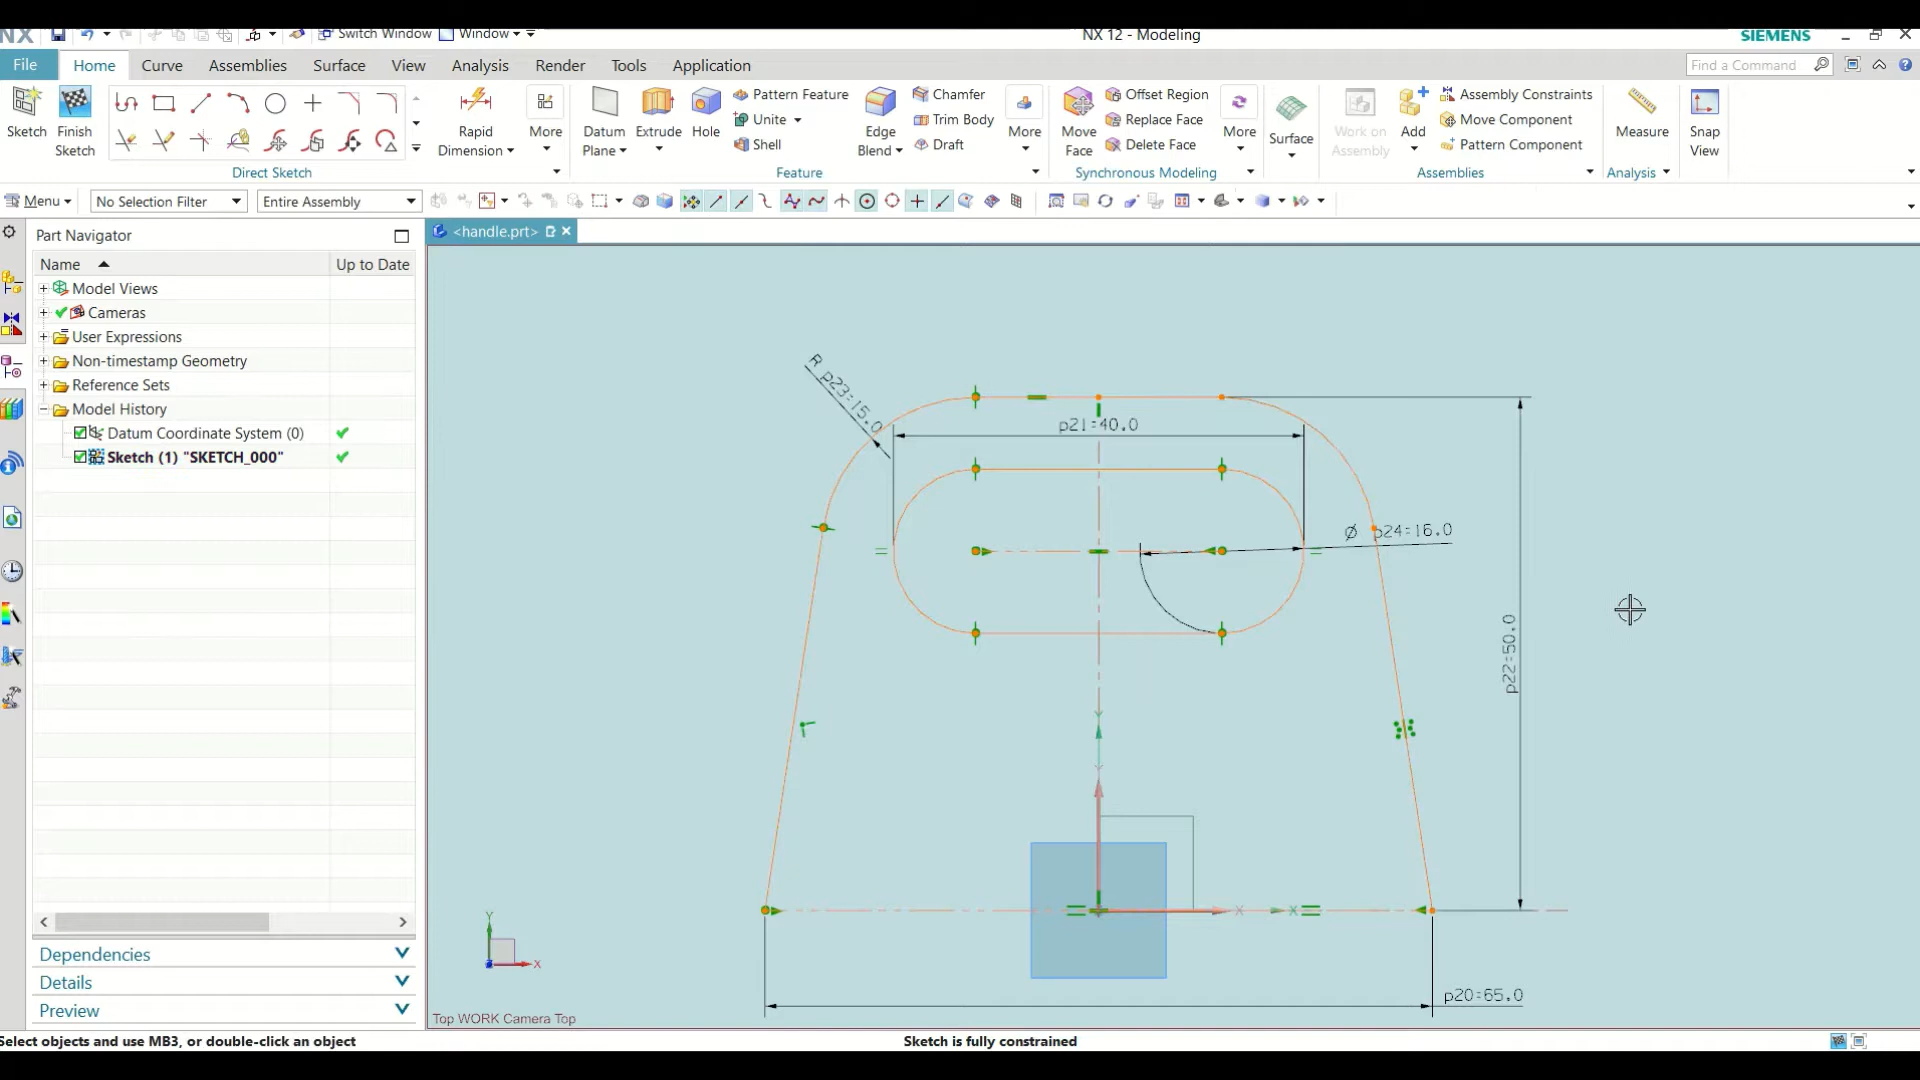 NX
Switch Window
Window
NX 12 - Modeling
SIEMENS
File
Home
Curve
Assemblies
Surface
View
Analysis
Render
Tools
Application
Find a Command
Sketch
Finish
Sketch
Direct Sketch
Rapid
Dimension
More
Datum
Plane
Extrude
Hole
Pattern Feature
Unite
Shell
Edge
Blend
Chamfer
Trim Body
Draft
More
Feature
Move
Face
Offset Region
Replace Face
Delete Face
More
Synchronous Modeling
Surface
Work on
Assembly
Add
Assembly Constraints
Move Component
Pattern Component
Assemblies
Measure
Analysis
Snap
View
Menu
No Selection Filter
Entire Assembly
Part Navigator
<handle.prt>
Name
Up to Date
Model Views
Cameras
User Expressions
Non-timestamp Geometry
Reference Sets
Model History
Datum Coordinate System (0)
Sketch (1) "SKETCH_000"
Dependencies
Details
Preview
R p23=15.0
p21=40.0
Ø p24=16.0
p22=50.0
Y
Y
X
X
p20=65.0
Y
X
Top WORK Camera Top
Select objects and use MB3, or double-click an object
Sketch is fully constrained